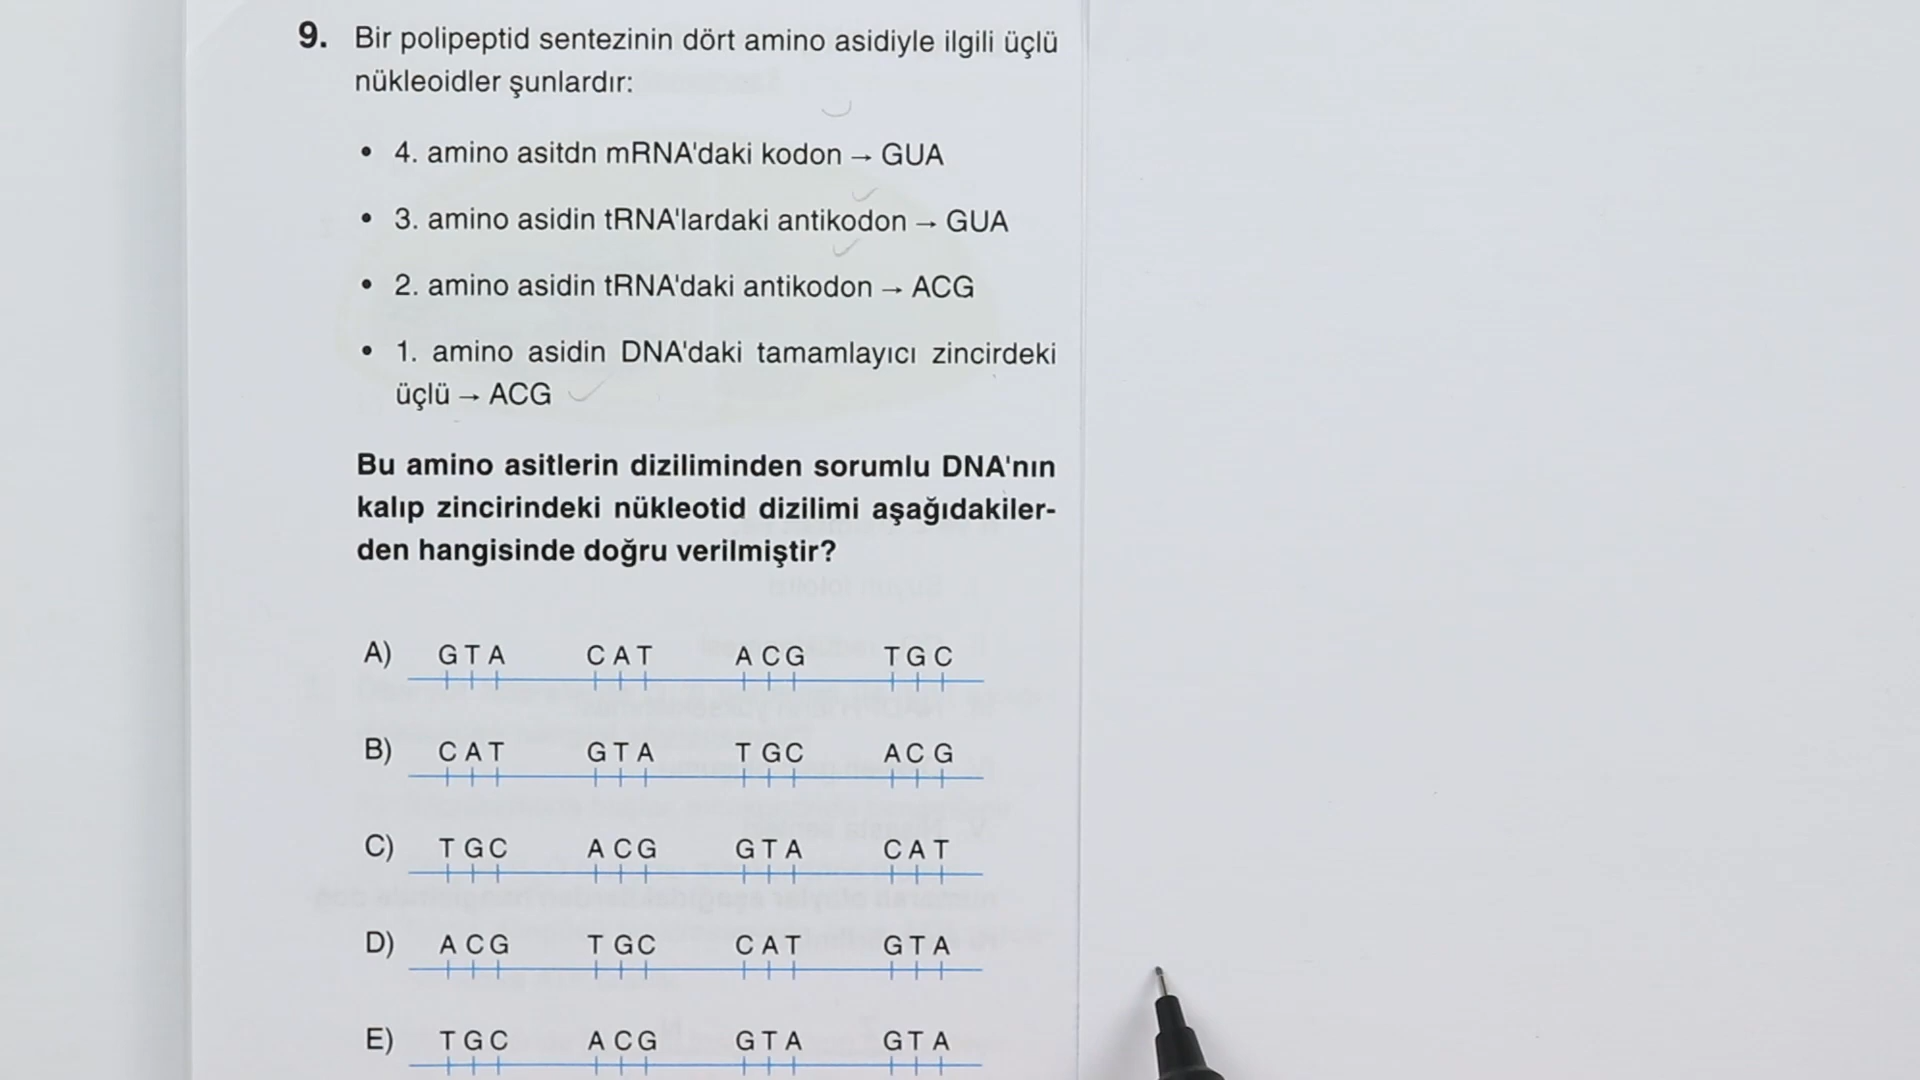 9. Bir polipeptid sentezinin dört amino asidiyle ilgili üçlü
nükleoidler şunlardır:
• 4. amino asitdn mRNA'daki kodon → GUA
• 3. amino asidin tRNA'lardaki antikodon → GUA
• 2. amino asidin tRNA'daki antikodon → ACG
• 1. amino asidin DNA'daki tamamlayıcı zincirdeki
üçlü → ACG
Bu amino asitlerin diziliminden sorumlu DNA'nın
kalıp zincirindeki nükleotid dizilimi aşağıdakiler-
den hangisinde doğru verilmiştir?
A) GTA CAT ACG TGC
B) CAT GTA TGC ACG
C) TGC ACG GTA CAT
D) ACG TGC CAT GTA
E) TGC ACG GTA GTA